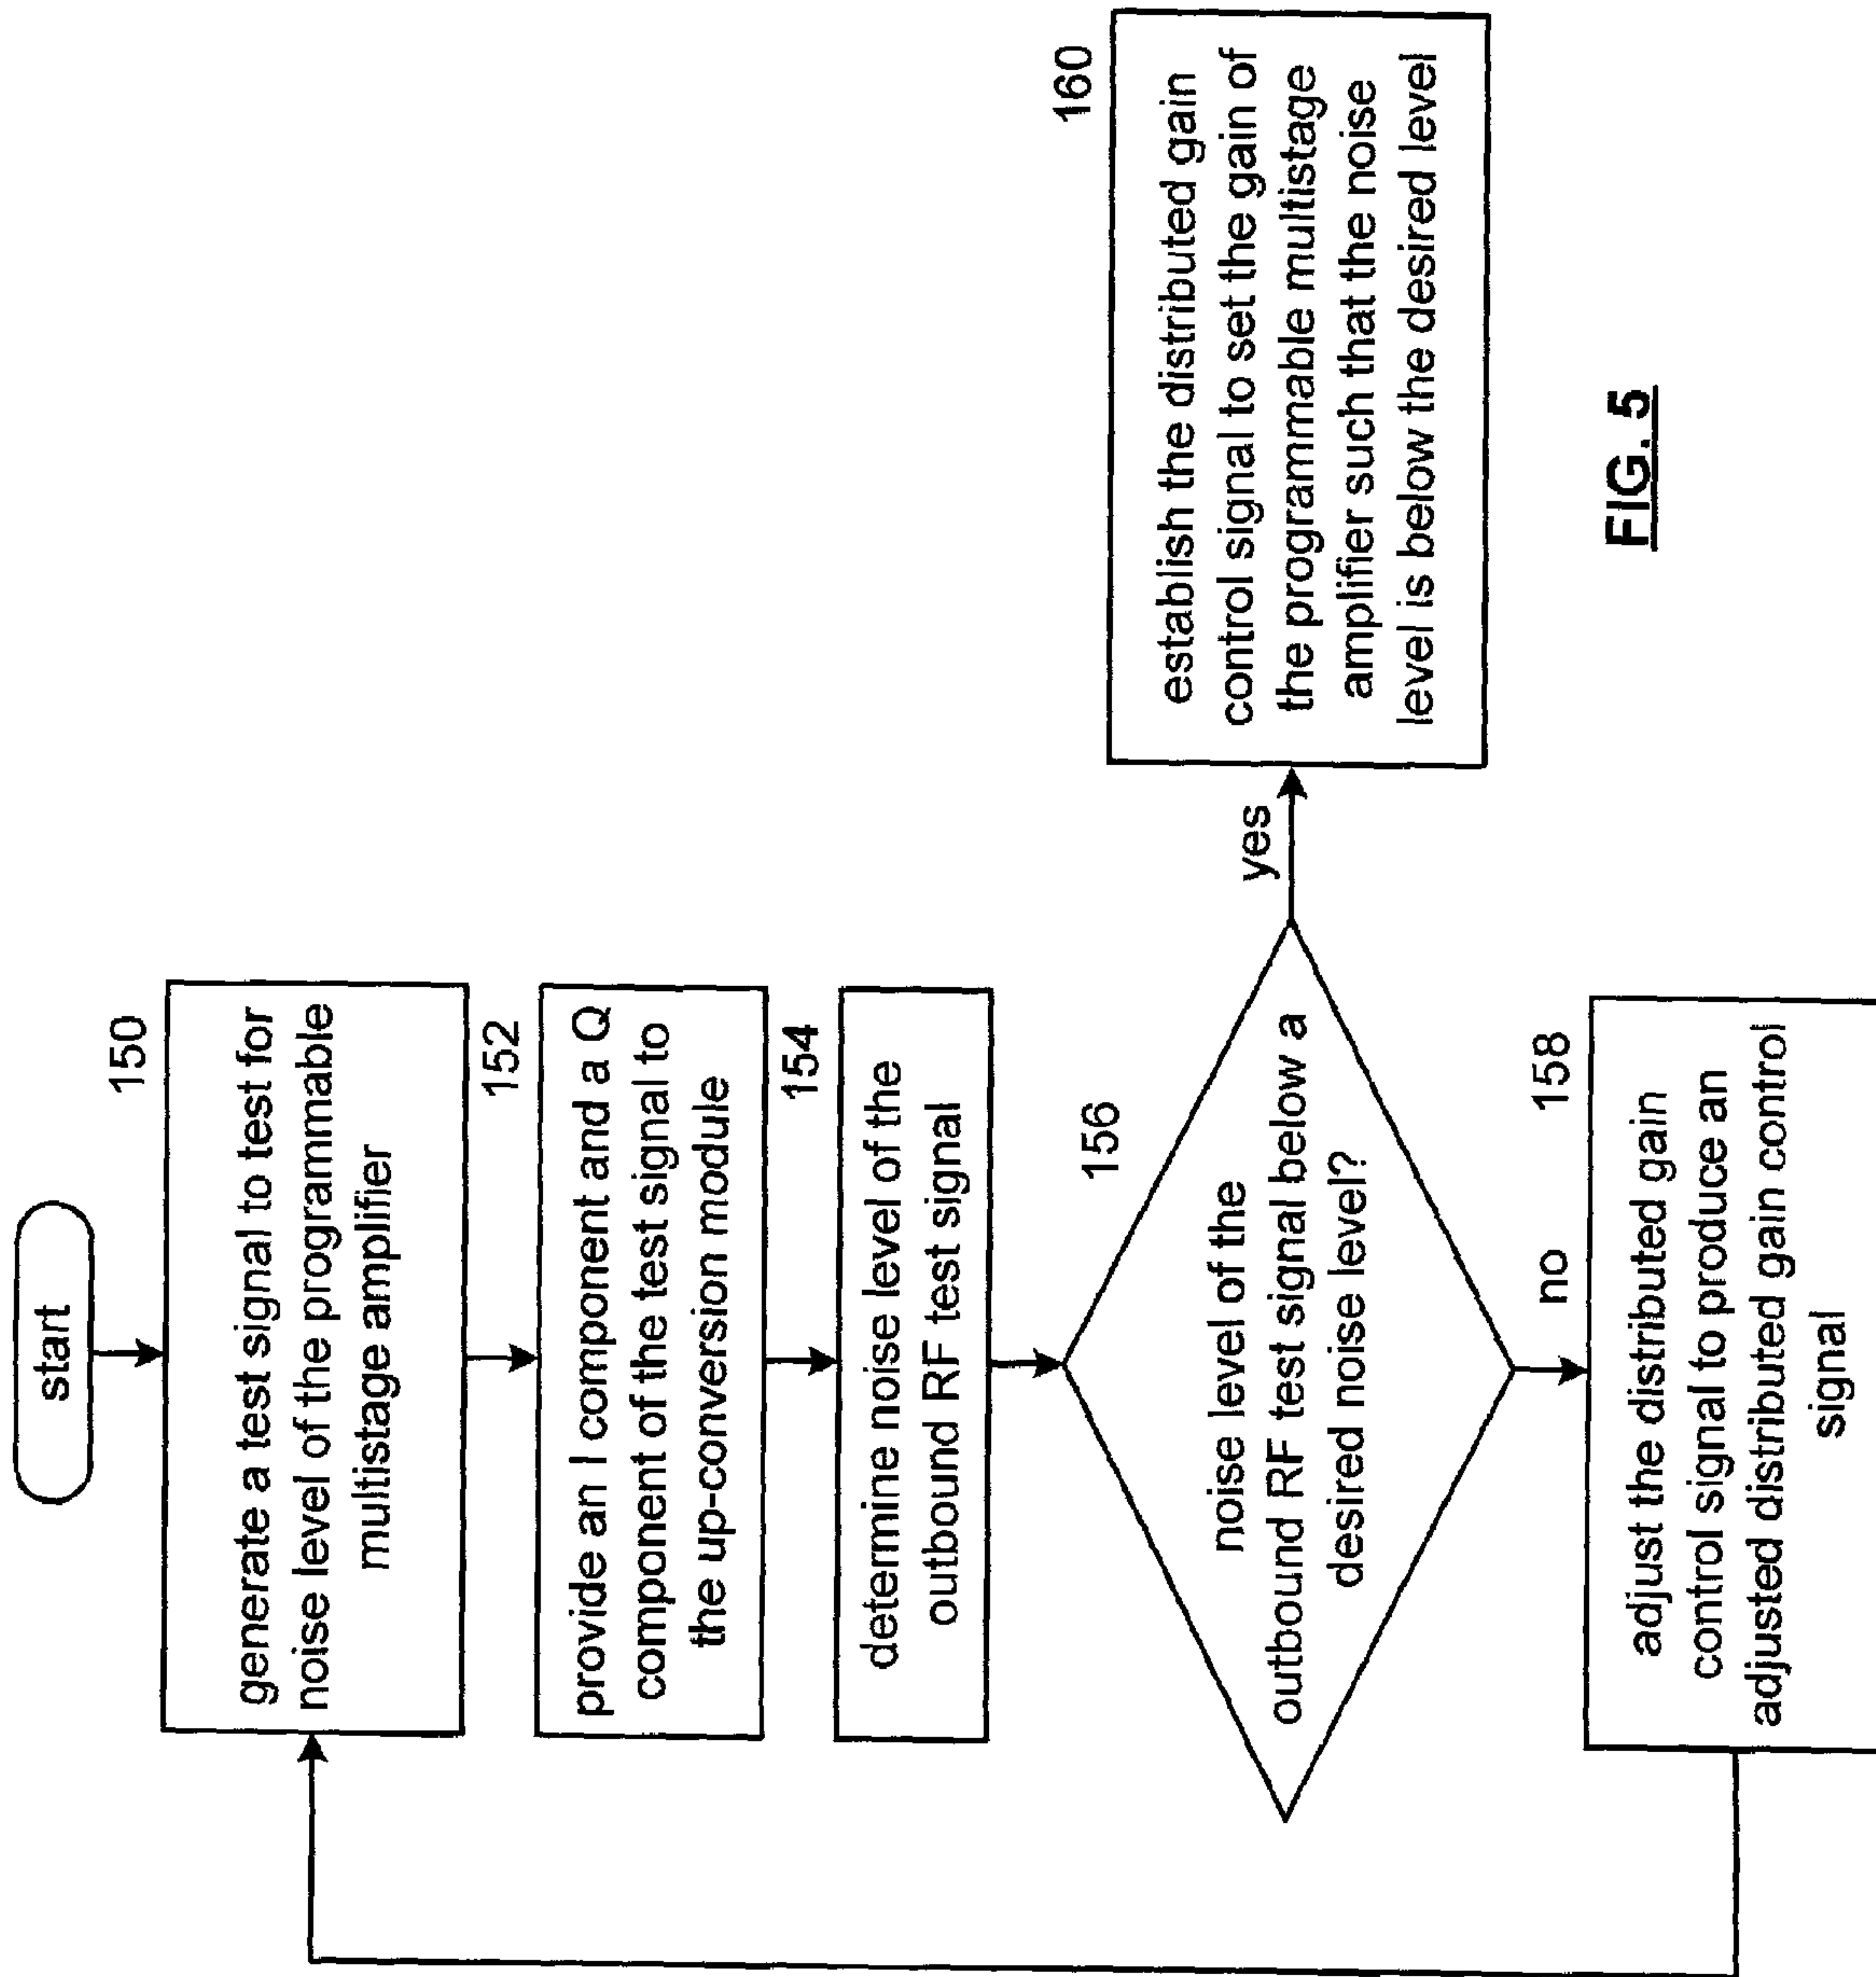 start
150
generate a test signal to test for
noise level of the programmable
multistage amplifier
152
provide an I component and a Q
component of the test signal to
the up-conversion module
154
determine noise level of the
outbound RF test signal
156
noise level of the
outbound RF test signal below a
desired noise level?
yes
no
158
adjust the distributed gain
control signal to produce an
adjusted distributed gain control
signal
160
establish the distributed gain
control signal to set the gain of
the programmable multistage
amplifier such that the noise
level is below the desired level
FIG. 5